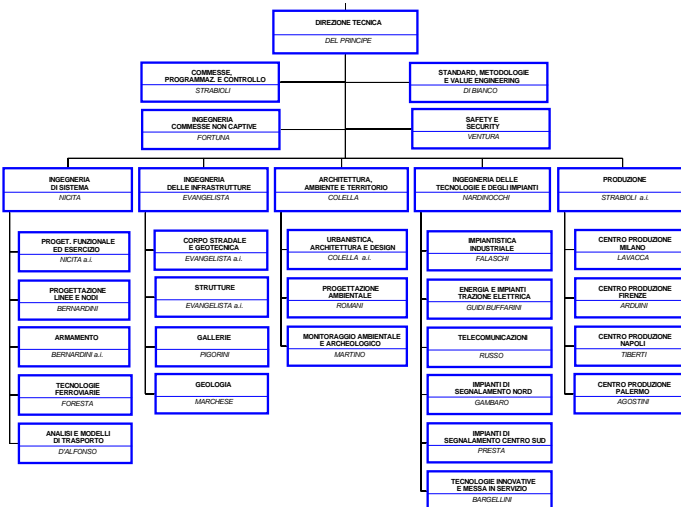 DIREZIONE TECNICA
DEL PRINCIPE
COMMESSE,
PROGRAMMAZ. E CONTROLLO
STRABIOLI
STANDARD, METODOLOGIE
E VALUE ENGINEERING
DI BIANCO
INGEGNERIA
COMMESSE NON CAPTIVE
FORTUNA
SAFETY E
SECURITY
VENTURA
INGEGNERIA
DI SISTEMA
NICITA
INGEGNERIA
DELLE INFRASTRUTTURE
EVANGELISTA
ARCHITETTURA,
AMBIENTE E TERRITORIO
COLELLA
INGEGNERIA DELLE
TECNOLOGIE E DEGLI IMPIANTI
NARDINOCCHI
PRODUZIONE
STRABIOLI a.i.
PROGET. FUNZIONALE
ED ESERCIZIO
NICITA a.i.
PROGETTAZIONE
LINEE E NODI
BERNARDINI
ARMAMENTO
BERNARDINI a.i.
TECNOLOGIE
FERROVIARIE
FORESTA
ANALISI E MODELLI
DI TRASPORTO
D'ALFONSO
CORPO STRADALE
E GEOTECNICA
EVANGELISTA a.i.
STRUTTURE
EVANGELISTA a.i.
GALLERIE
PIGORINI
GEOLOGIA
MARCHESE
URBANISTICA,
ARCHITETTURA E DESIGN
COLELLA a.i.
PROGETTAZIONE
AMBIENTALE
ROMANI
MONITORAGGIO AMBIENTALE
E ARCHEOLOGICO
MARTINO
IMPIANTISTICA
INDUSTRIALE
FALASCHI
ENERGIA E IMPIANTI
TRAZIONE ELETTRICA
GUIDI BUFFARINI
TELECOMUNICAZIONI
RUSSO
IMPIANTI DI
SEGNALAMENTO NORD
GAMBARO
IMPIANTI DI
SEGNALAMENTO CENTRO SUD
PRESTA
TECNOLOGIE INNOVATIVE
E MESSA IN SERVIZIO
BARGELLINI
CENTRO PRODUZIONE
MILANO
LAVACCA
CENTRO PRODUZIONE
FIRENZE
ARDUINI
CENTRO PRODUZIONE
NAPOLI
TIBERTI
CENTRO PRODUZIONE
PALERMO
AGOSTINI